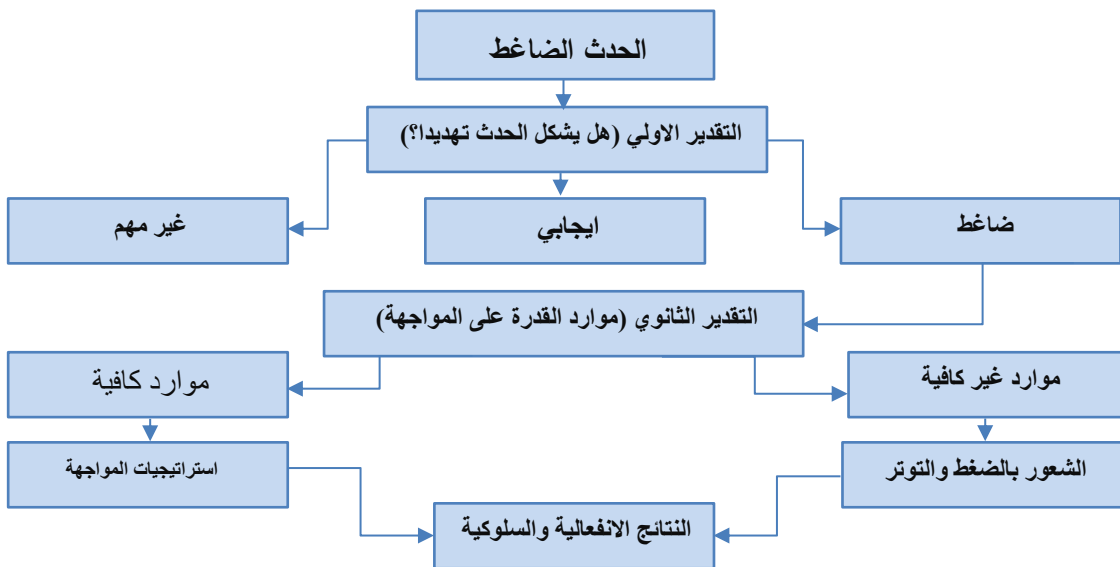 الحدث الضاغط
التقدير الاولي (هل يشكل الحدث تهديدا؟)
ضاغط
ايجابي
غير مهم
التقدير الثانوي (موارد القدرة على المواجهة)
موارد غير كافية
موارد كافية
الشعور بالضغط والتوتر
استراتيجيات المواجهة
النتائج الانفعالية والسلوكية